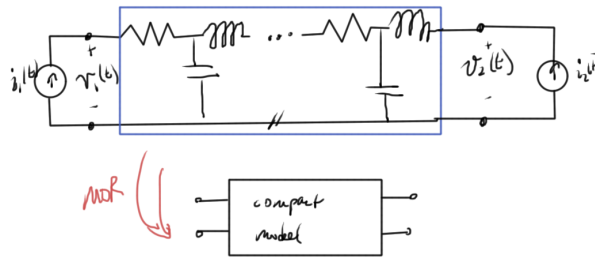 + +
i₁(t) v₁(t) ... v₂(t) i₂(t)
- -
MOR
compact
model